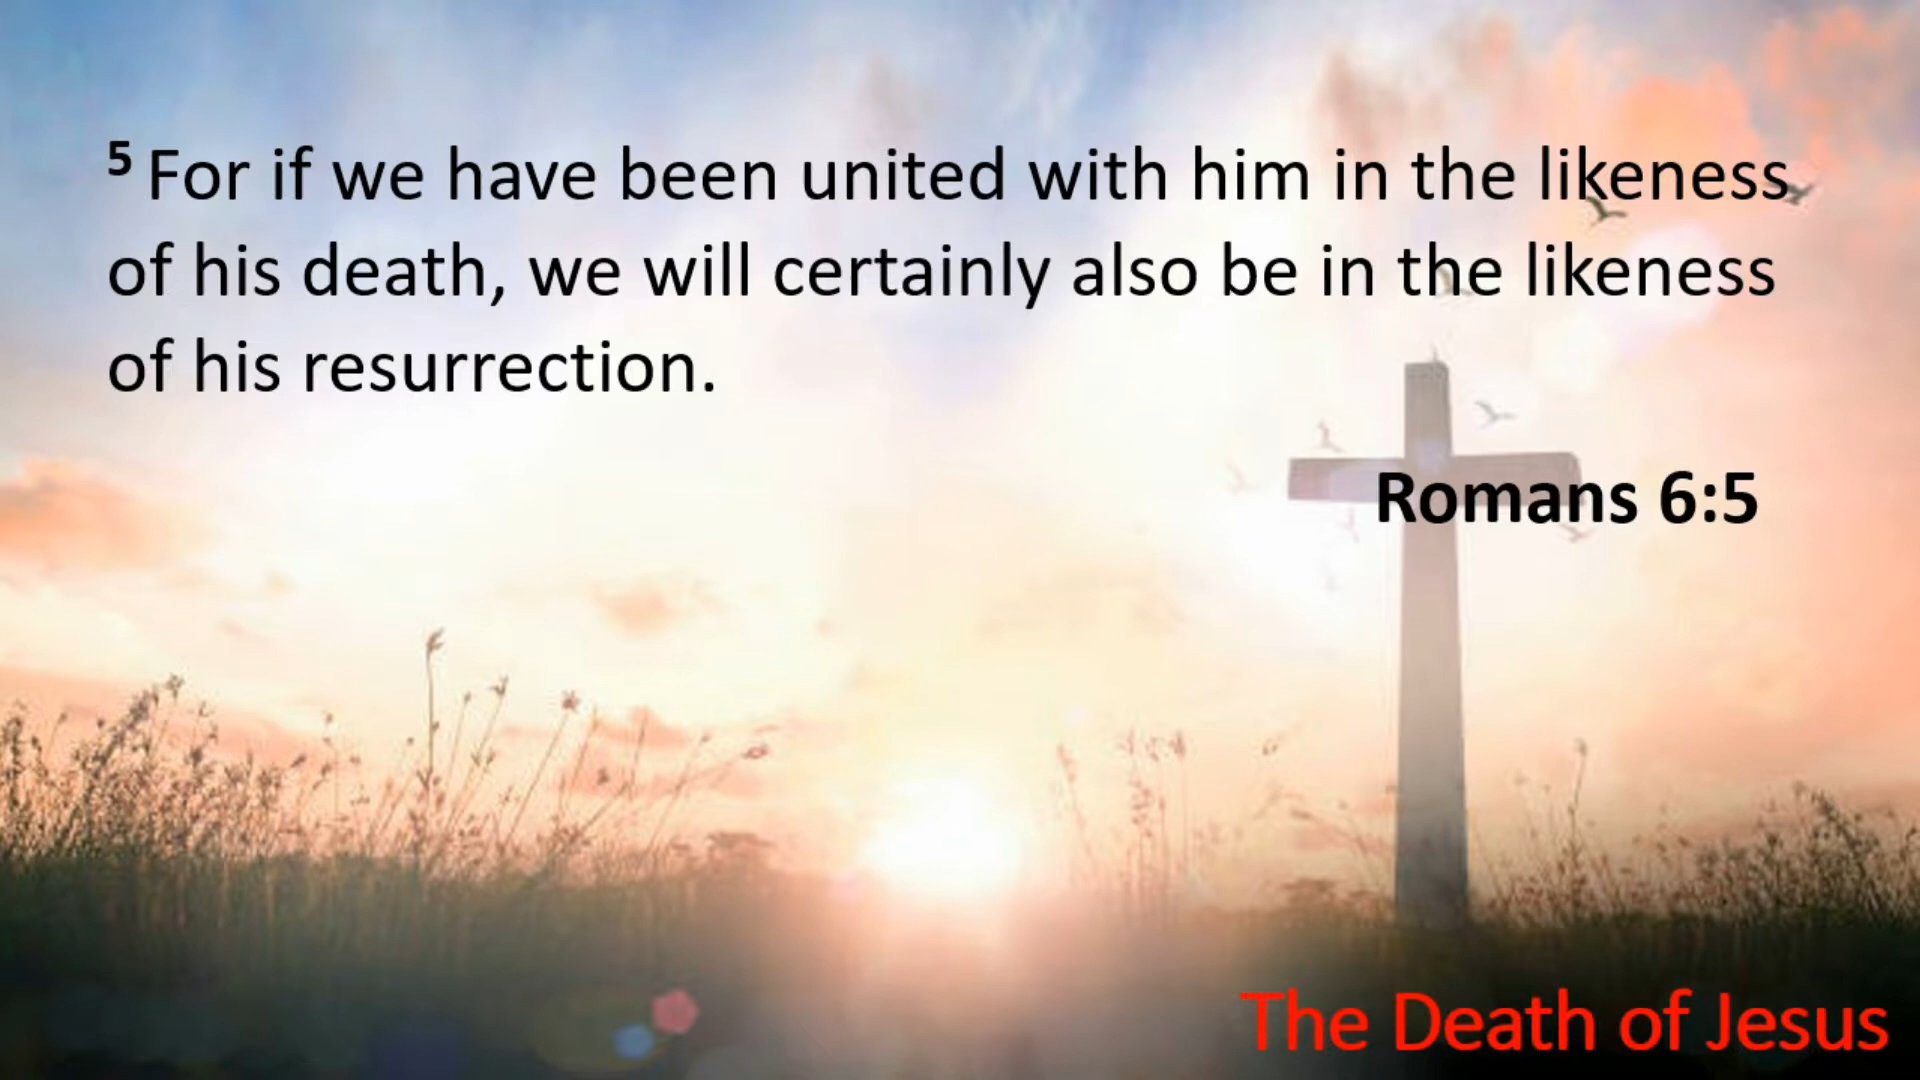 5 For if we have been united with him in the likeness
of his death, we will certainly also be in the likeness
of his resurrection.
Romans 6:5
The Death of Jesus